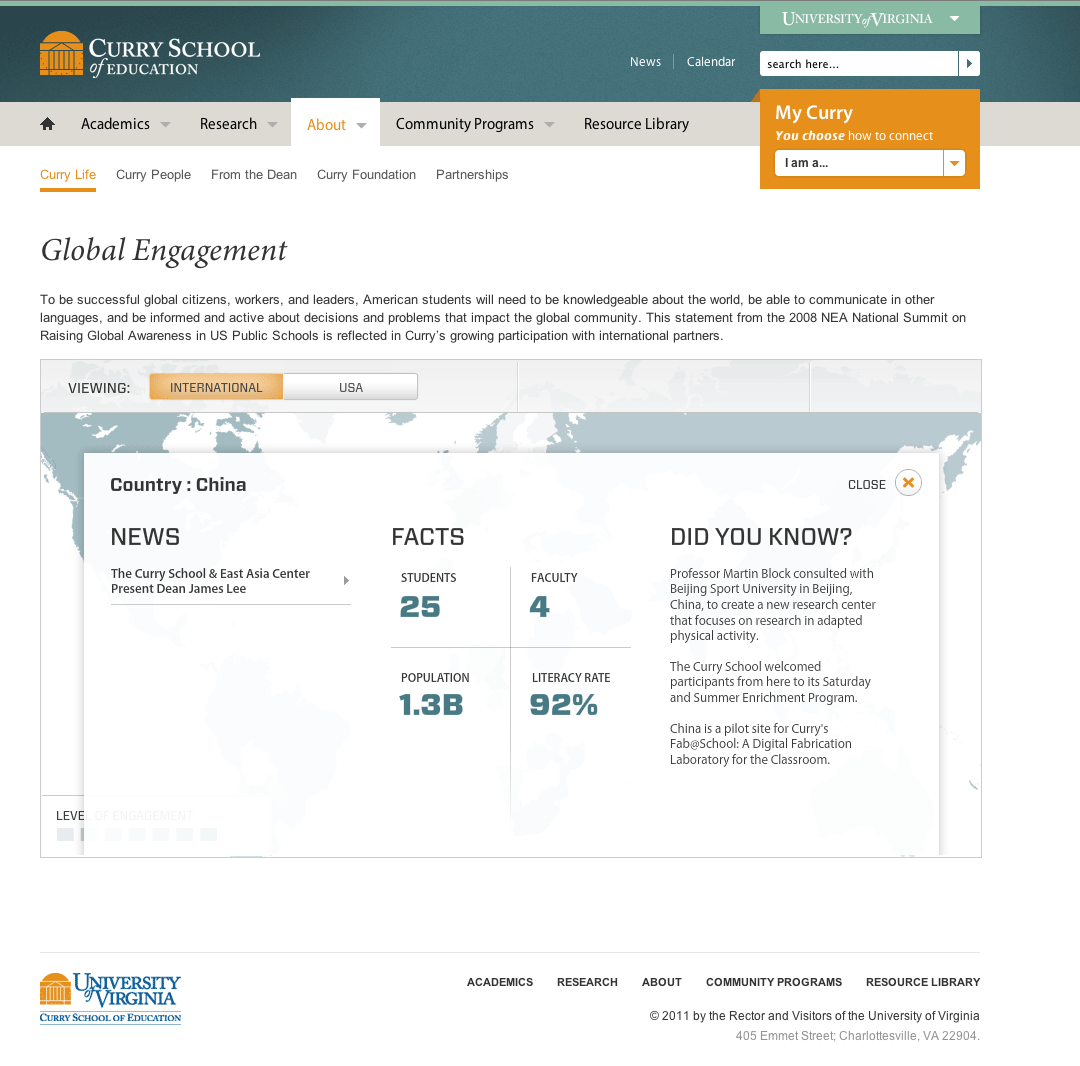 UNIVERSITY of VIRGINIA
CURRY SCHOOL
of EDUCATION
News
Calendar
search here...
Academics
Research
About
Community Programs
Resource Library
My Curry
You choose how to connect
I am a...
Curry Life
Curry People
From the Dean
Curry Foundation
Partnerships
Global Engagement
To be successful global citizens, workers, and leaders, American students will need to be knowledgeable about the world, be able to communicate in other
languages, and be informed and active about decisions and problems that impact the global community. This statement from the 2008 NEA National Summit on
Raising Global Awareness in US Public Schools is reflected in Curry's growing participation with international partners.
VIEWING:
INTERNATIONAL
USA
Country : China
CLOSE
NEWS
The Curry School & East Asia Center
Present Dean James Lee
FACTS
STUDENTS
25
FACULTY
4
POPULATION
1.3B
LITERACY RATE
92%
DID YOU KNOW?
Professor Martin Block consulted with
Beijing Sport University in Beijing,
China, to create a new research center
that focuses on research in adapted
physical activity.
The Curry School welcomed
participants from here to its Saturday
and Summer Enrichment Program.
China is a pilot site for Curry's
Fab@School: A Digital Fabrication
Laboratory for the Classroom.
LEVEL OF ENGAGEMENT
UNIVERSITY
of VIRGINIA
CURRY SCHOOL OF EDUCATION
ACADEMICS
RESEARCH
ABOUT
COMMUNITY PROGRAMS
RESOURCE LIBRARY
© 2011 by the Rector and Visitors of the University of Virginia
405 Emmet Street; Charlottesville, VA 22904.